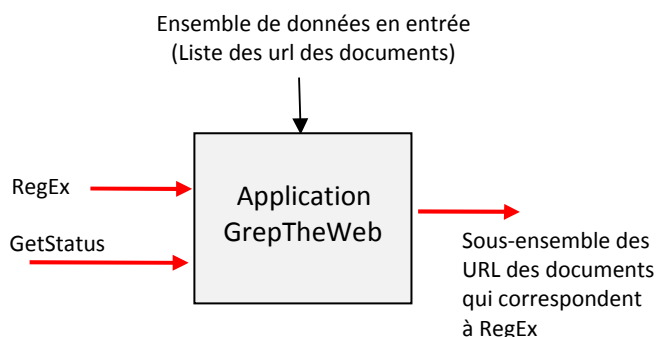 Ensemble de données en entrée
(Liste des url des documents)
RegEx
Application
GrepTheWeb
GetStatus
Sous-ensemble des
URL des documents
qui correspondent
à RegEx